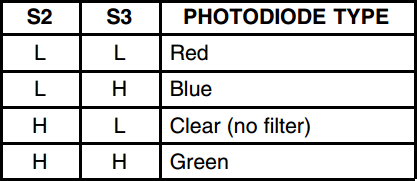 S2 S3 PHOTODIODE TYPE
L L Red
L H Blue
H L Clear (no filter)
H H Green